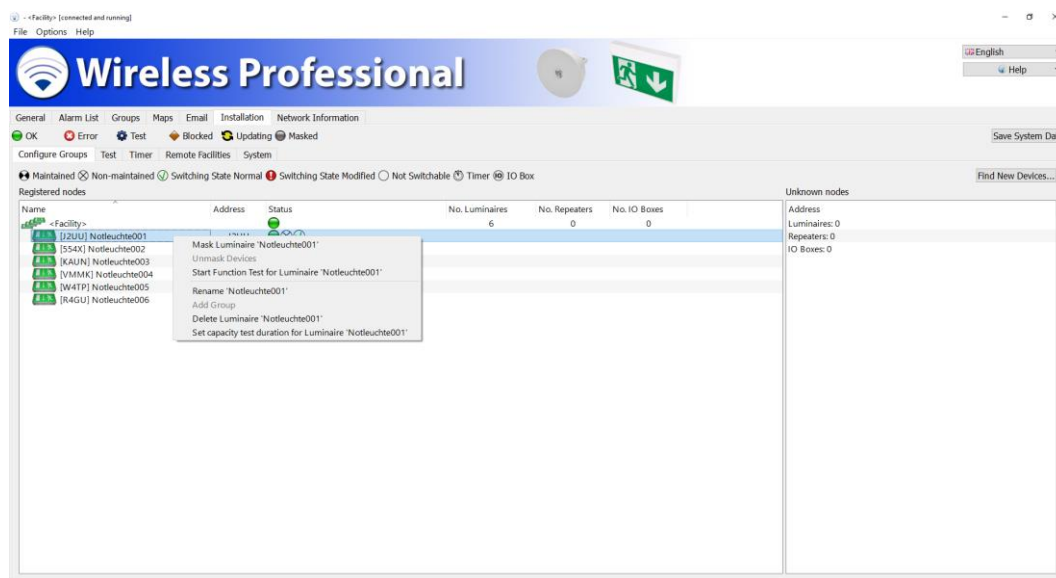 - <Facility> [connected and running]
File Options Help
Wireless Professional
English
Help
General Alarm List Groups Maps Email Installation Network Information
OK Error Test Blocked Updating Masked
Save System Da
Configure Groups Test Timer Remote Facilities System
Maintained Non-maintained Switching State Normal Switching State Modified Not Switchable Timer IO Box
Find New Devices...
Registered nodes
Unknown nodes
Name Address Status No. Luminaires No. Repeaters No. IO Boxes
Address
<Facility> 6 0 0
Luminaires: 0
[J2UU] Notleuchte001 J2UU
Repeaters: 0
[554X] Notleuchte002
IO Boxes: 0
[KAUN] Notleuchte003
[VMMK] Notleuchte004
[W4TP] Notleuchte005
[R4GU] Notleuchte006
Mask Luminaire 'Notleuchte001'
Unmask Devices
Start Function Test for Luminaire 'Notleuchte001'
Rename 'Notleuchte001'
Add Group
Delete Luminaire 'Notleuchte001'
Set capacity test duration for Luminaire 'Notleuchte001'